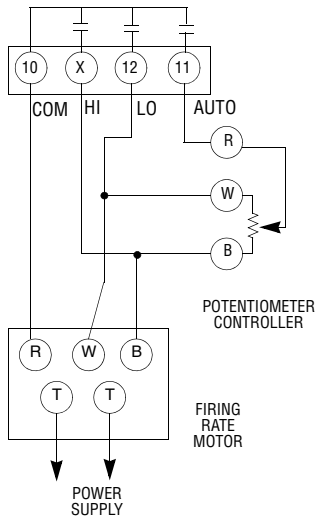 10 X 12 11
COM HI LO AUTO
R
W
B
POTENTIOMETER
CONTROLLER
R W B
T T
FIRING
RATE
MOTOR
POWER
SUPPLY